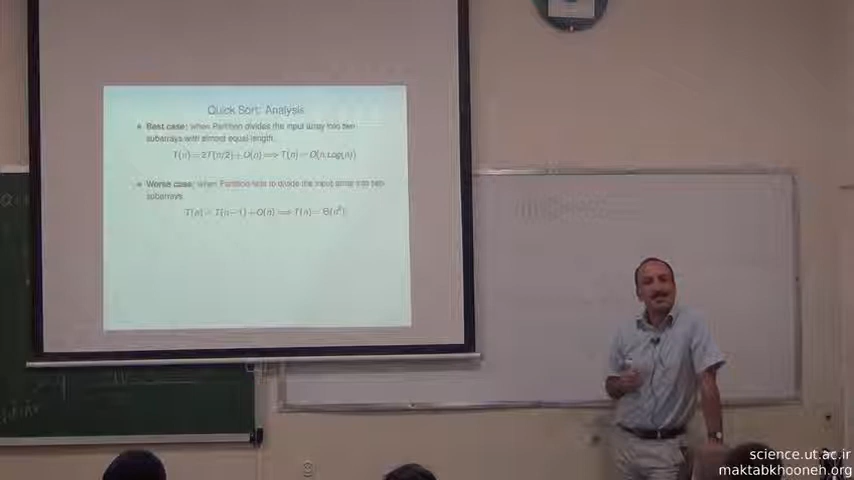 Quick Sort: Analysis
Best case: when Partition divides the input array into two
subarrays with almost equal length.
T(n) = 2T(n/2) + O(n) ⟹ T(n) = O(n Log(n))
Worse case: when Partition fails to divide the input array into two
subarrays
T(n) = T(n − 1) + O(n) ⟹ T(n) = Θ(n²)
science.ut.ac.ir
maktabkhooneh.org